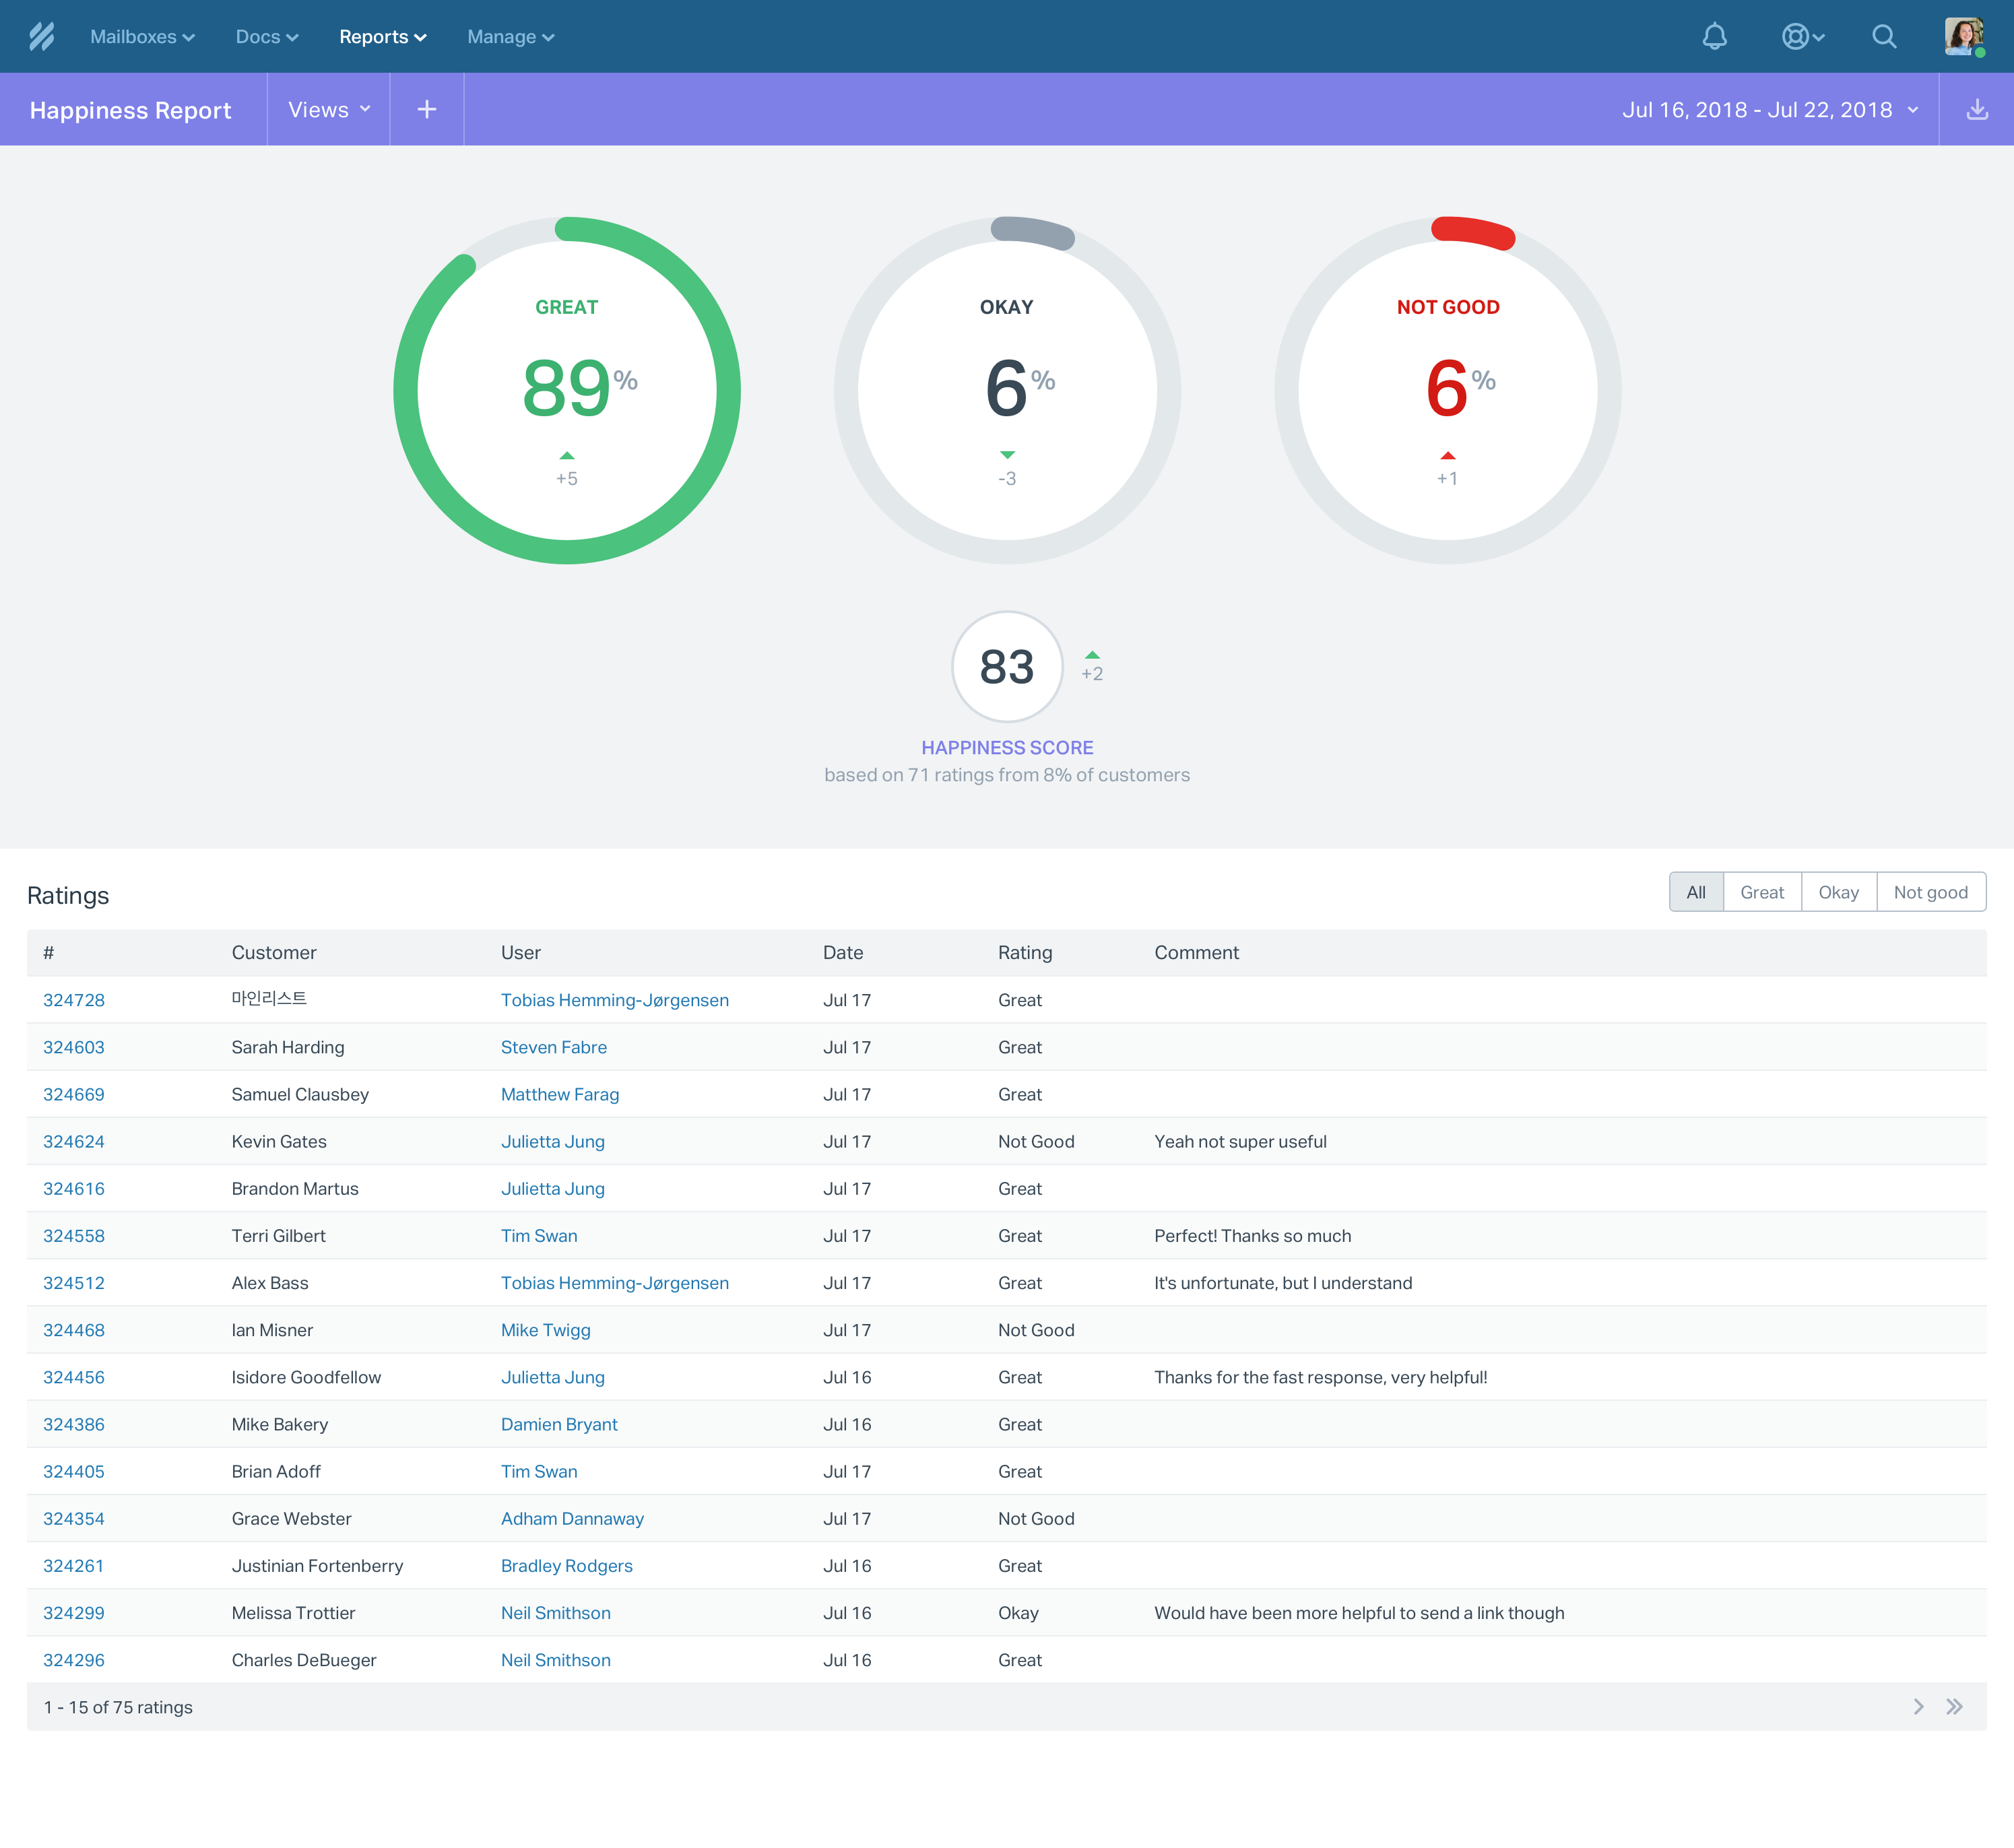 Mailboxes Docs Reports Manage
Happiness Report Views + Jul 16, 2018 - Jul 22, 2018
GREAT OKAY NOT GOOD
89% 6% 6%
+5 -3 +1
83 +2
HAPPINESS SCORE
based on 71 ratings from 8% of customers
Ratings All Great Okay Not good
# Customer User Date Rating Comment
324728 마인리스트 Tobias Hemming-Jørgensen Jul 17 Great
324603 Sarah Harding Steven Fabre Jul 17 Great
324669 Samuel Clausbey Matthew Farag Jul 17 Great
324624 Kevin Gates Julietta Jung Jul 17 Not Good Yeah not super useful
324616 Brandon Martus Julietta Jung Jul 17 Great
324558 Terri Gilbert Tim Swan Jul 17 Great Perfect! Thanks so much
324512 Alex Bass Tobias Hemming-Jørgensen Jul 17 Great It's unfortunate, but I understand
324468 Ian Misner Mike Twigg Jul 17 Not Good
324456 Isidore Goodfellow Julietta Jung Jul 16 Great Thanks for the fast response, very helpful!
324386 Mike Bakery Damien Bryant Jul 16 Great
324405 Brian Adoff Tim Swan Jul 17 Great
324354 Grace Webster Adham Dannaway Jul 17 Not Good
324261 Justinian Fortenberry Bradley Rodgers Jul 16 Great
324299 Melissa Trottier Neil Smithson Jul 16 Okay Would have been more helpful to send a link though
324296 Charles DeBueger Neil Smithson Jul 16 Great
1 - 15 of 75 ratings